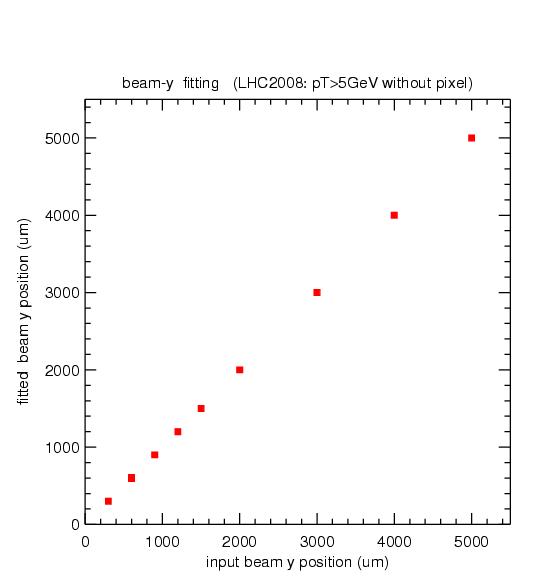 beam-y fitting (LHC2008: pT>5GeV without pixel)
5000
4000
3000
2000
1000
0
fitted beam y position (um)
0 1000 2000 3000 4000 5000
input beam y position (um)